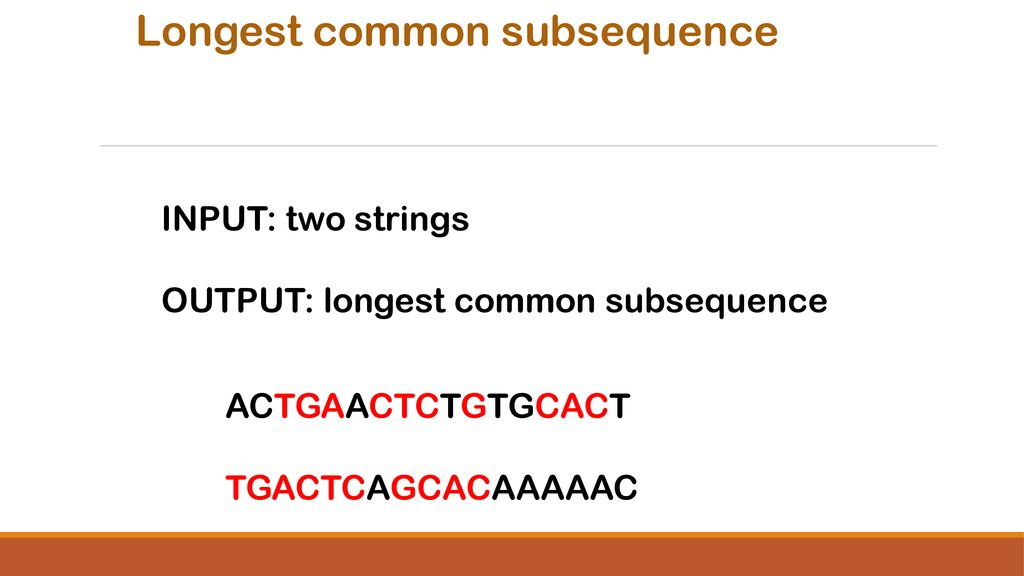 Longest common subsequence
INPUT: two strings
OUTPUT: longest common subsequence
ACTGAACTCTGTGCACT
TGACTCAGCACAAAAAC